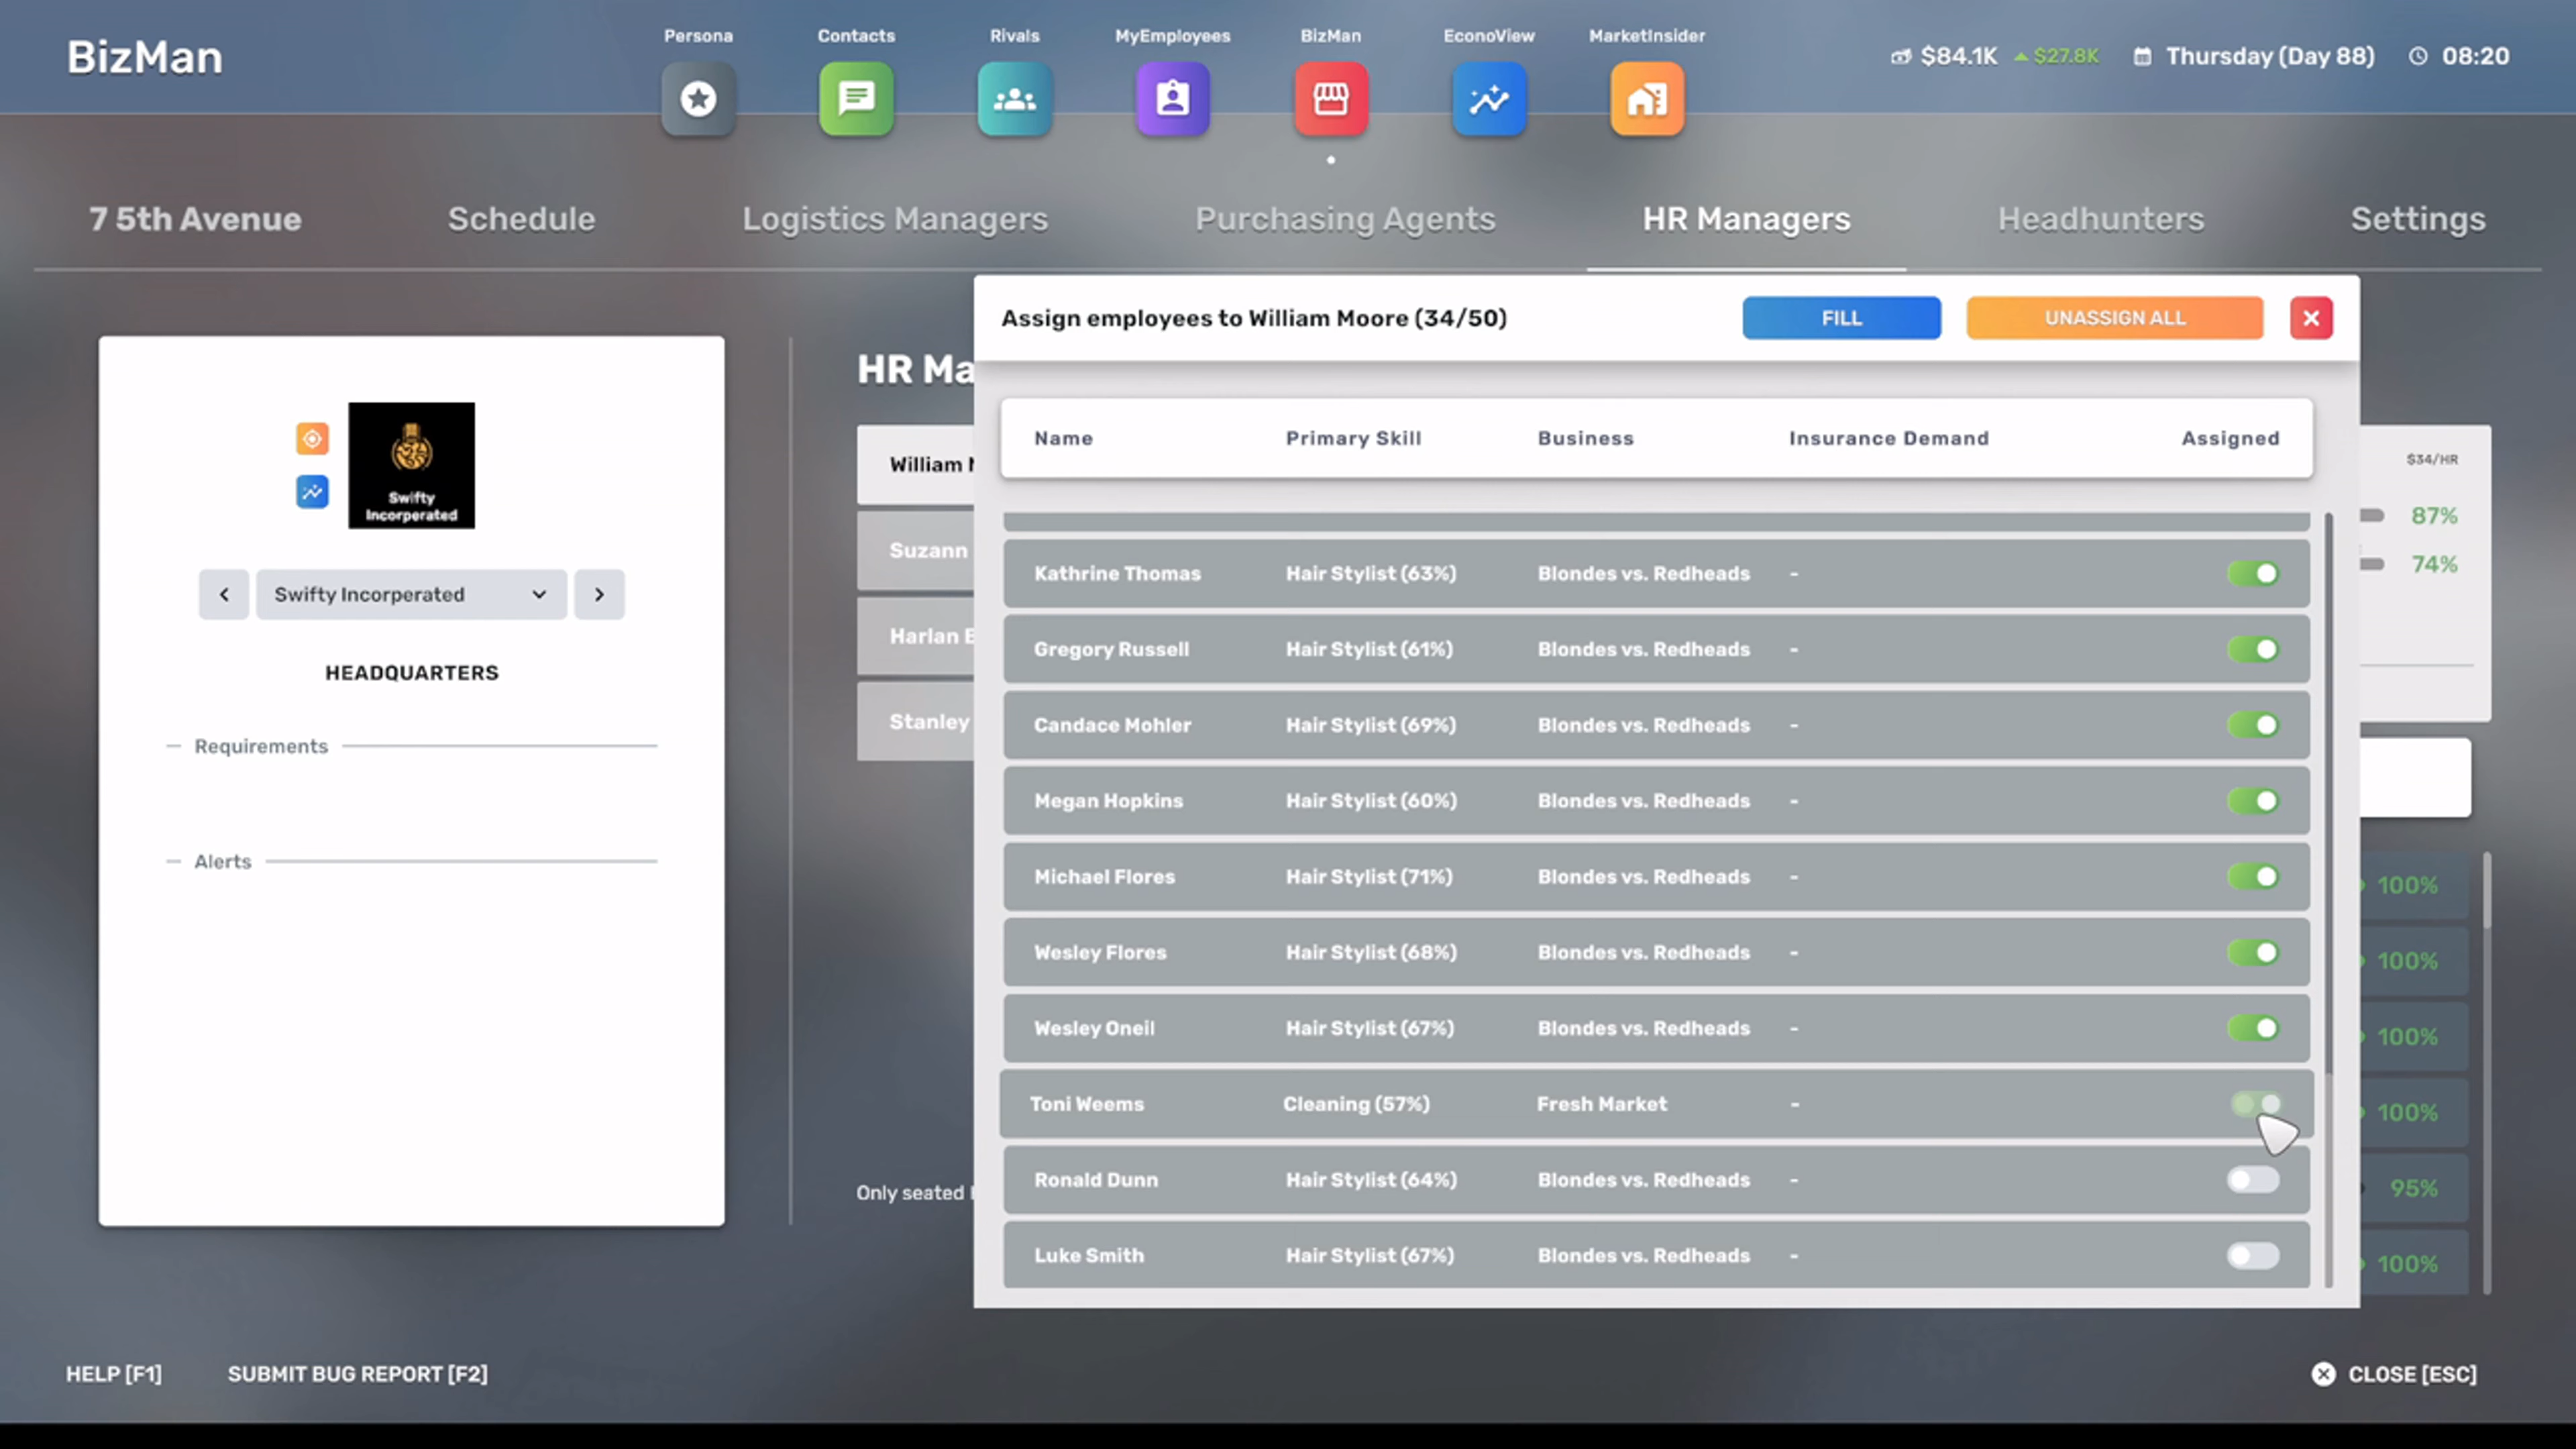 BizMan
Persona
Contacts
Rivals
MyEmployees
BizMan
EconoView
MarketInsider
$84.1K
$27.8K
Thursday (Day 88)
08:20
7 5th Avenue
Schedule
Logistics Managers
Purchasing Agents
HR Managers
Headhunters
Settings
Swifty
Incorperated
Swifty Incorperated
HEADQUARTERS
Requirements
Alerts
HR Ma
William
Suzann
Harlan
Stanley
Only seated
Assign employees to William Moore (34/50)
FILL
UNASSIGN ALL
Name Primary Skill Business Insurance Demand Assigned
Kathrine Thomas Hair Stylist (63%) Blondes vs. Redheads -
Gregory Russell Hair Stylist (61%) Blondes vs. Redheads -
Candace Mohler Hair Stylist (69%) Blondes vs. Redheads -
Megan Hopkins Hair Stylist (60%) Blondes vs. Redheads -
Michael Flores Hair Stylist (71%) Blondes vs. Redheads -
Wesley Flores Hair Stylist (68%) Blondes vs. Redheads -
Wesley Oneil Hair Stylist (67%) Blondes vs. Redheads -
Toni Weems Cleaning (57%) Fresh Market -
Ronald Dunn Hair Stylist (64%) Blondes vs. Redheads -
Luke Smith Hair Stylist (67%) Blondes vs. Redheads -
$34/HR
87%
74%
100%
100%
100%
100%
95%
100%
HELP [F1]
SUBMIT BUG REPORT [F2]
CLOSE [ESC]